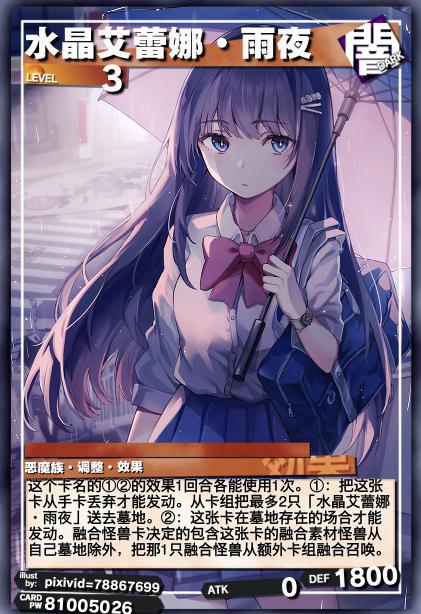 水晶艾蕾娜·雨夜
闇
DARK
LEVEL
3
恶魔族·调整·效果
效果
这个卡名的①②的效果1回合各能使用1次。①：把这张
卡从手卡丢弃才能发动。从卡组把最多2只「水晶艾蕾娜
·雨夜」送去墓地。②：这张卡在墓地存在的场合才能
发动。融合怪兽卡决定的包含这张卡的融合素材怪兽从
自己墓地除外，把那1只融合怪兽从额外卡组融合召唤。
illust by: pixivid=78867699
ATK 0 DEF 1800
CARD PW 81005026